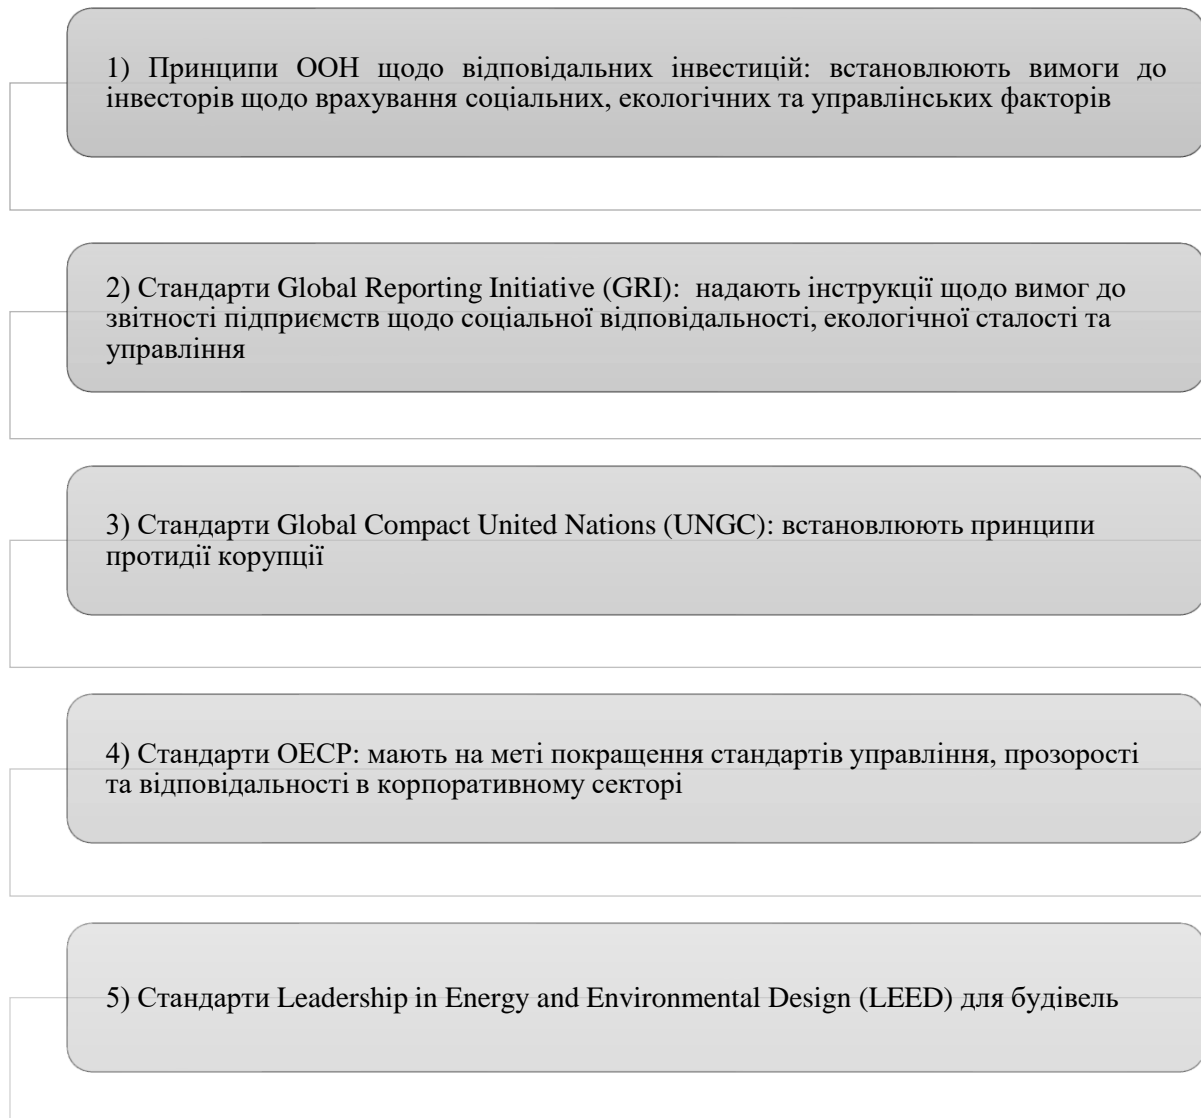 1) Принципи ООН щодо відповідальних інвестицій: встановлюють вимоги до
інвесторів щодо врахування соціальних, екологічних та управлінських факторів
2) Стандарти Global Reporting Initiative (GRI): надають інструкції щодо вимог до
звітності підприємств щодо соціальної відповідальності, екологічної сталості та
управління
3) Стандарти Global Compact United Nations (UNGC): встановлюють принципи
протидії корупції
4) Стандарти ОЕСР: мають на меті покращення стандартів управління, прозорості
та відповідальності в корпоративному секторі
5) Стандарти Leadership in Energy and Environmental Design (LEED) для будівель